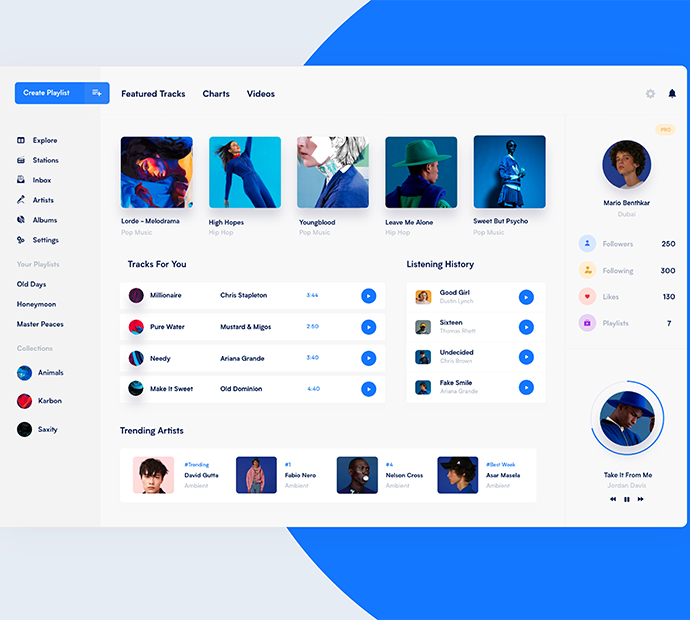 Create Playlist
Featured Tracks
Charts
Videos
Explore
Stations
Inbox
Artists
Albums
Settings
Your Playlists
Old Days
Honeymoon
Master Peaces
Collections
Animals
Karbon
Saxity
Lorde - Melodrama
Pop Music
High Hopes
Hip Hop
Youngblood
Pop Music
Leave Me Alone
Hip Hop
Sweet But Psycho
Pop Music
Tracks For You
Millionaire Chris Stapleton 3:44
Pure Water Mustard & Migos 2:50
Needy Ariana Grande 3:40
Make It Sweet Old Dominion 4:40
Listening History
Good Girl
Dustin Lynch
Sixteen
Thomas Rhett
Undecided
Chris Brown
Fake Smile
Ariana Grande
Trending Artists
#Trending
David Gutta
Ambient
#1
Fabio Nero
Ambient
#4
Nelson Cross
Ambient
#Best Week
Asar Masela
Ambient
PRO
Mario Benthkar
Dubai
Followers 250
Following 300
Likes 130
Playlists 7
Take It From Me
Jordan Davis